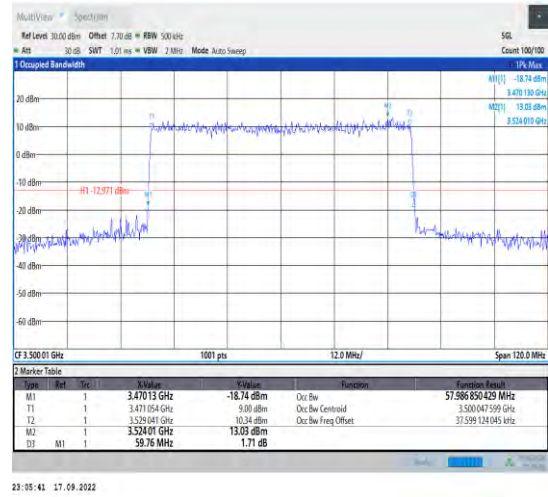 MultiView Spectrum
Ref Level 30.00 dBm Offset 7.70 dB RBW 500 kHz SGL
Att 30 dB SWT 1.01 ms VBW 2 MHz Mode Auto Sweep Count 100/100
1 Occupied Bandwidth 1Pk Max
M1[1] -18.74 dBm
3.470 130 GHz
M2[1] 13.03 dBm
3.524 010 GHz
20 dBm
10 dBm
0 dBm
-10 dBm
H1 -12.971 dBm
-20 dBm
-30 dBm
-40 dBm
-50 dBm
-60 dBm
M1
T1
M2
T2
CF 3.500 01 GHz 1001 pts 12.0 MHz/ Span 120.0 MHz
2 Marker Table
Type Ref Trc X-Value Y-Value Function Function Result
M1 1 3.47013 GHz -18.74 dBm Occ Bw 57.986 850 429 MHz
T1 1 3.471 054 GHz 9.00 dBm Occ Bw Centroid 3.500 047 599 GHz
T2 1 3.529 041 GHz 10.34 dBm Occ Bw Freq Offset 37.599 124 045 kHz
M2 1 3.524 01 GHz 13.03 dBm
D3 M1 1 59.76 MHz 1.71 dB
23:05:41 17.09.2022